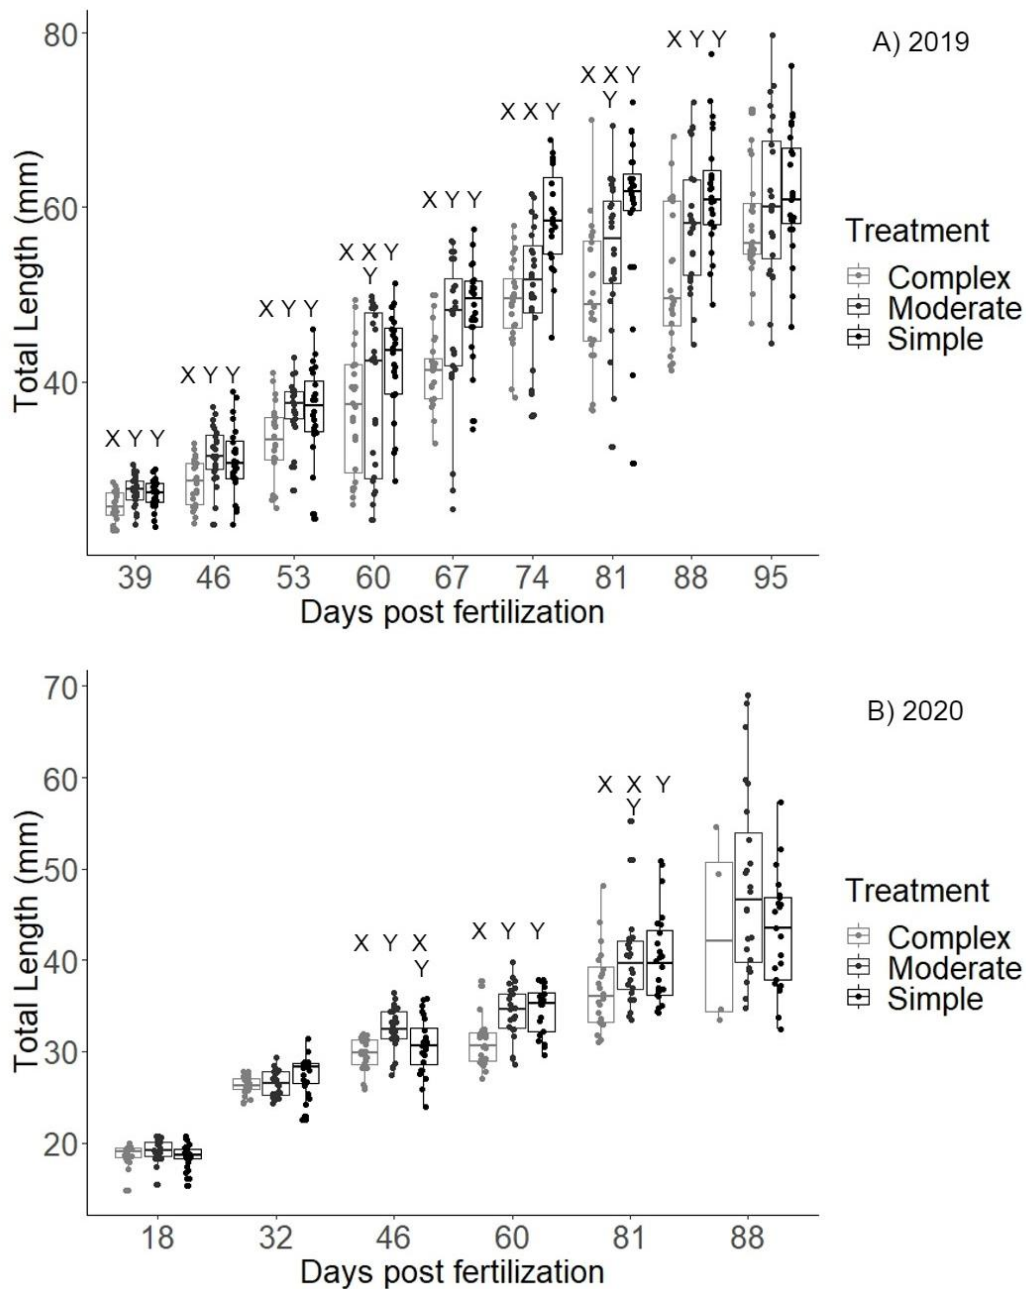 A) 2019
Total Length (mm)
80
60
40
X Y Y
X Y Y
X Y Y
X X Y
Y
X Y Y
X X Y
X X Y
Y
X Y Y
39 46 53 60 67 74 81 88 95
Days post fertilization
Treatment
Complex
Moderate
Simple
B) 2020
Total Length (mm)
70
60
50
40
30
20
X Y X
Y
X Y Y
X X Y
Y
18 32 46 60 81 88
Days post fertilization
Treatment
Complex
Moderate
Simple